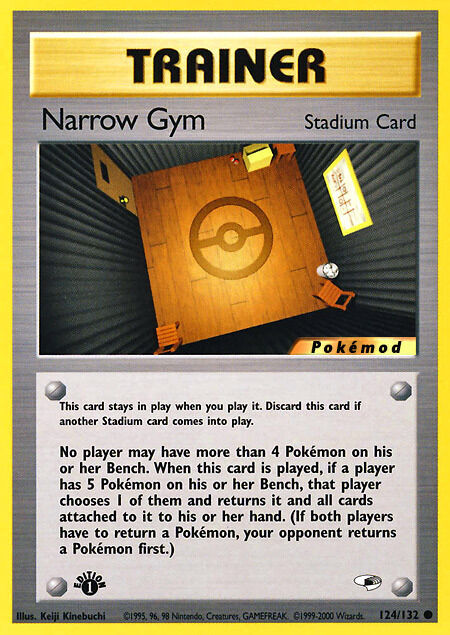 TRAINER
Narrow Gym Stadium Card
Pokémod
This card stays in play when you play it. Discard this card if
another Stadium card comes into play.
No player may have more than 4 Pokémon on his
or her Bench. When this card is played, if a player
has 5 Pokémon on his or her Bench, that player
chooses 1 of them and returns it and all cards
attached to it to his or her hand. (If both players
have to return a Pokémon, your opponent returns
a Pokémon first.)
EDITION
1
Illus. Keiji Kinebuchi ©1995, 96, 98 Nintendo, Creatures, GAMEFREAK. ©1999-2000 Wizards. 124/132